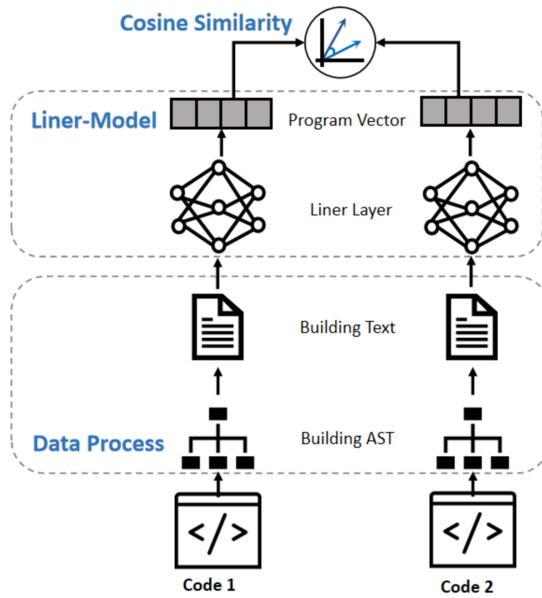 Cosine Similarity
Liner-Model
Program Vector
Liner Layer
Building Text
Data Process
Building AST
</>
</>
Code 1
Code 2